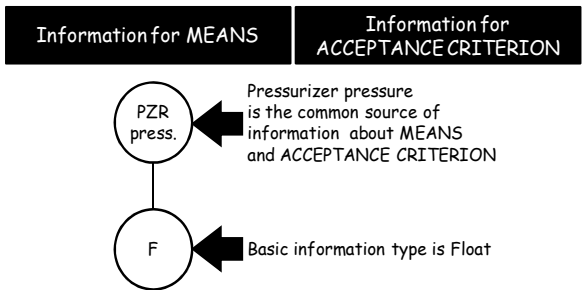 Information for MEANS
Information for
ACCEPTANCE CRITERION
PZR
press.
Pressurizer pressure
is the common source of
information about MEANS
and ACCEPTANCE CRITERION
F
Basic information type is Float